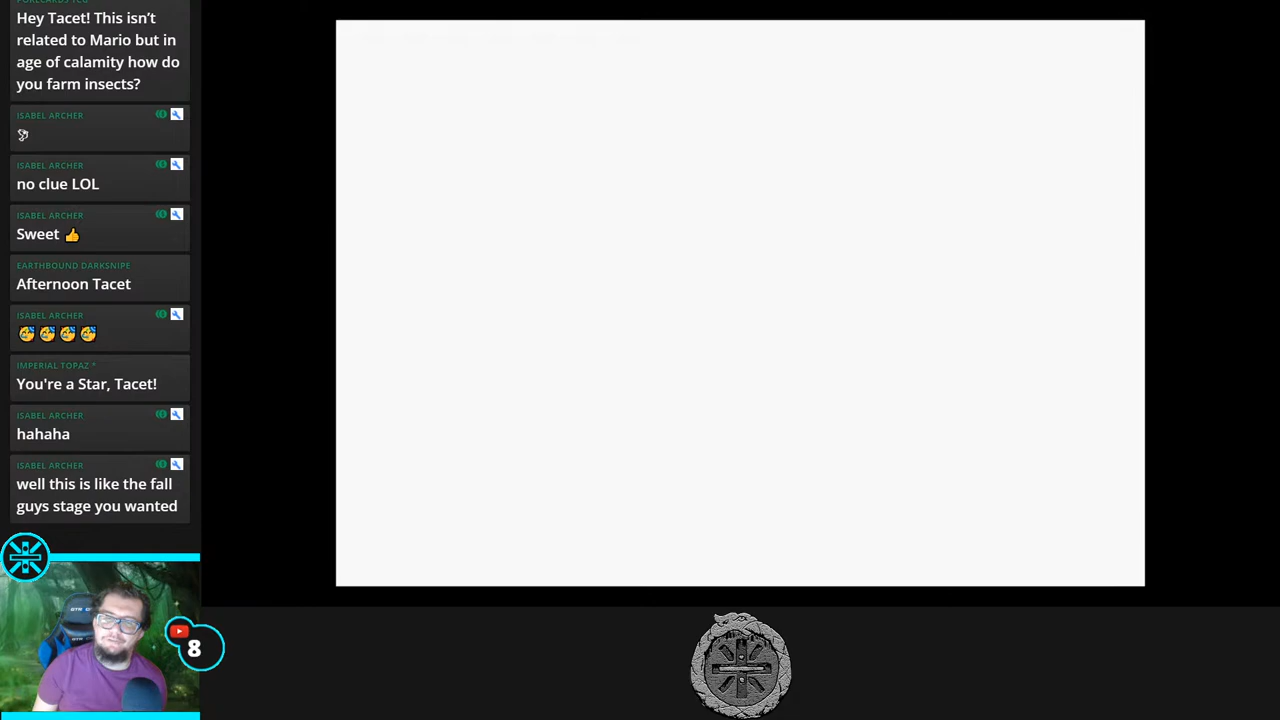 Hey Tacet! This isn't
related to Mario but in
age of calamity how do
you farm insects?
ISABEL ARCHER
ISABEL ARCHER
no clue LOL
ISABEL ARCHER
Sweet 👍
EARTHBOUND DARKSNIPE
Afternoon Tacet
ISABEL ARCHER
IMPERIAL TOPAZ *
You're a Star, Tacet!
ISABEL ARCHER
hahaha
ISABEL ARCHER
well this is like the fall
guys stage you wanted
GTR
8